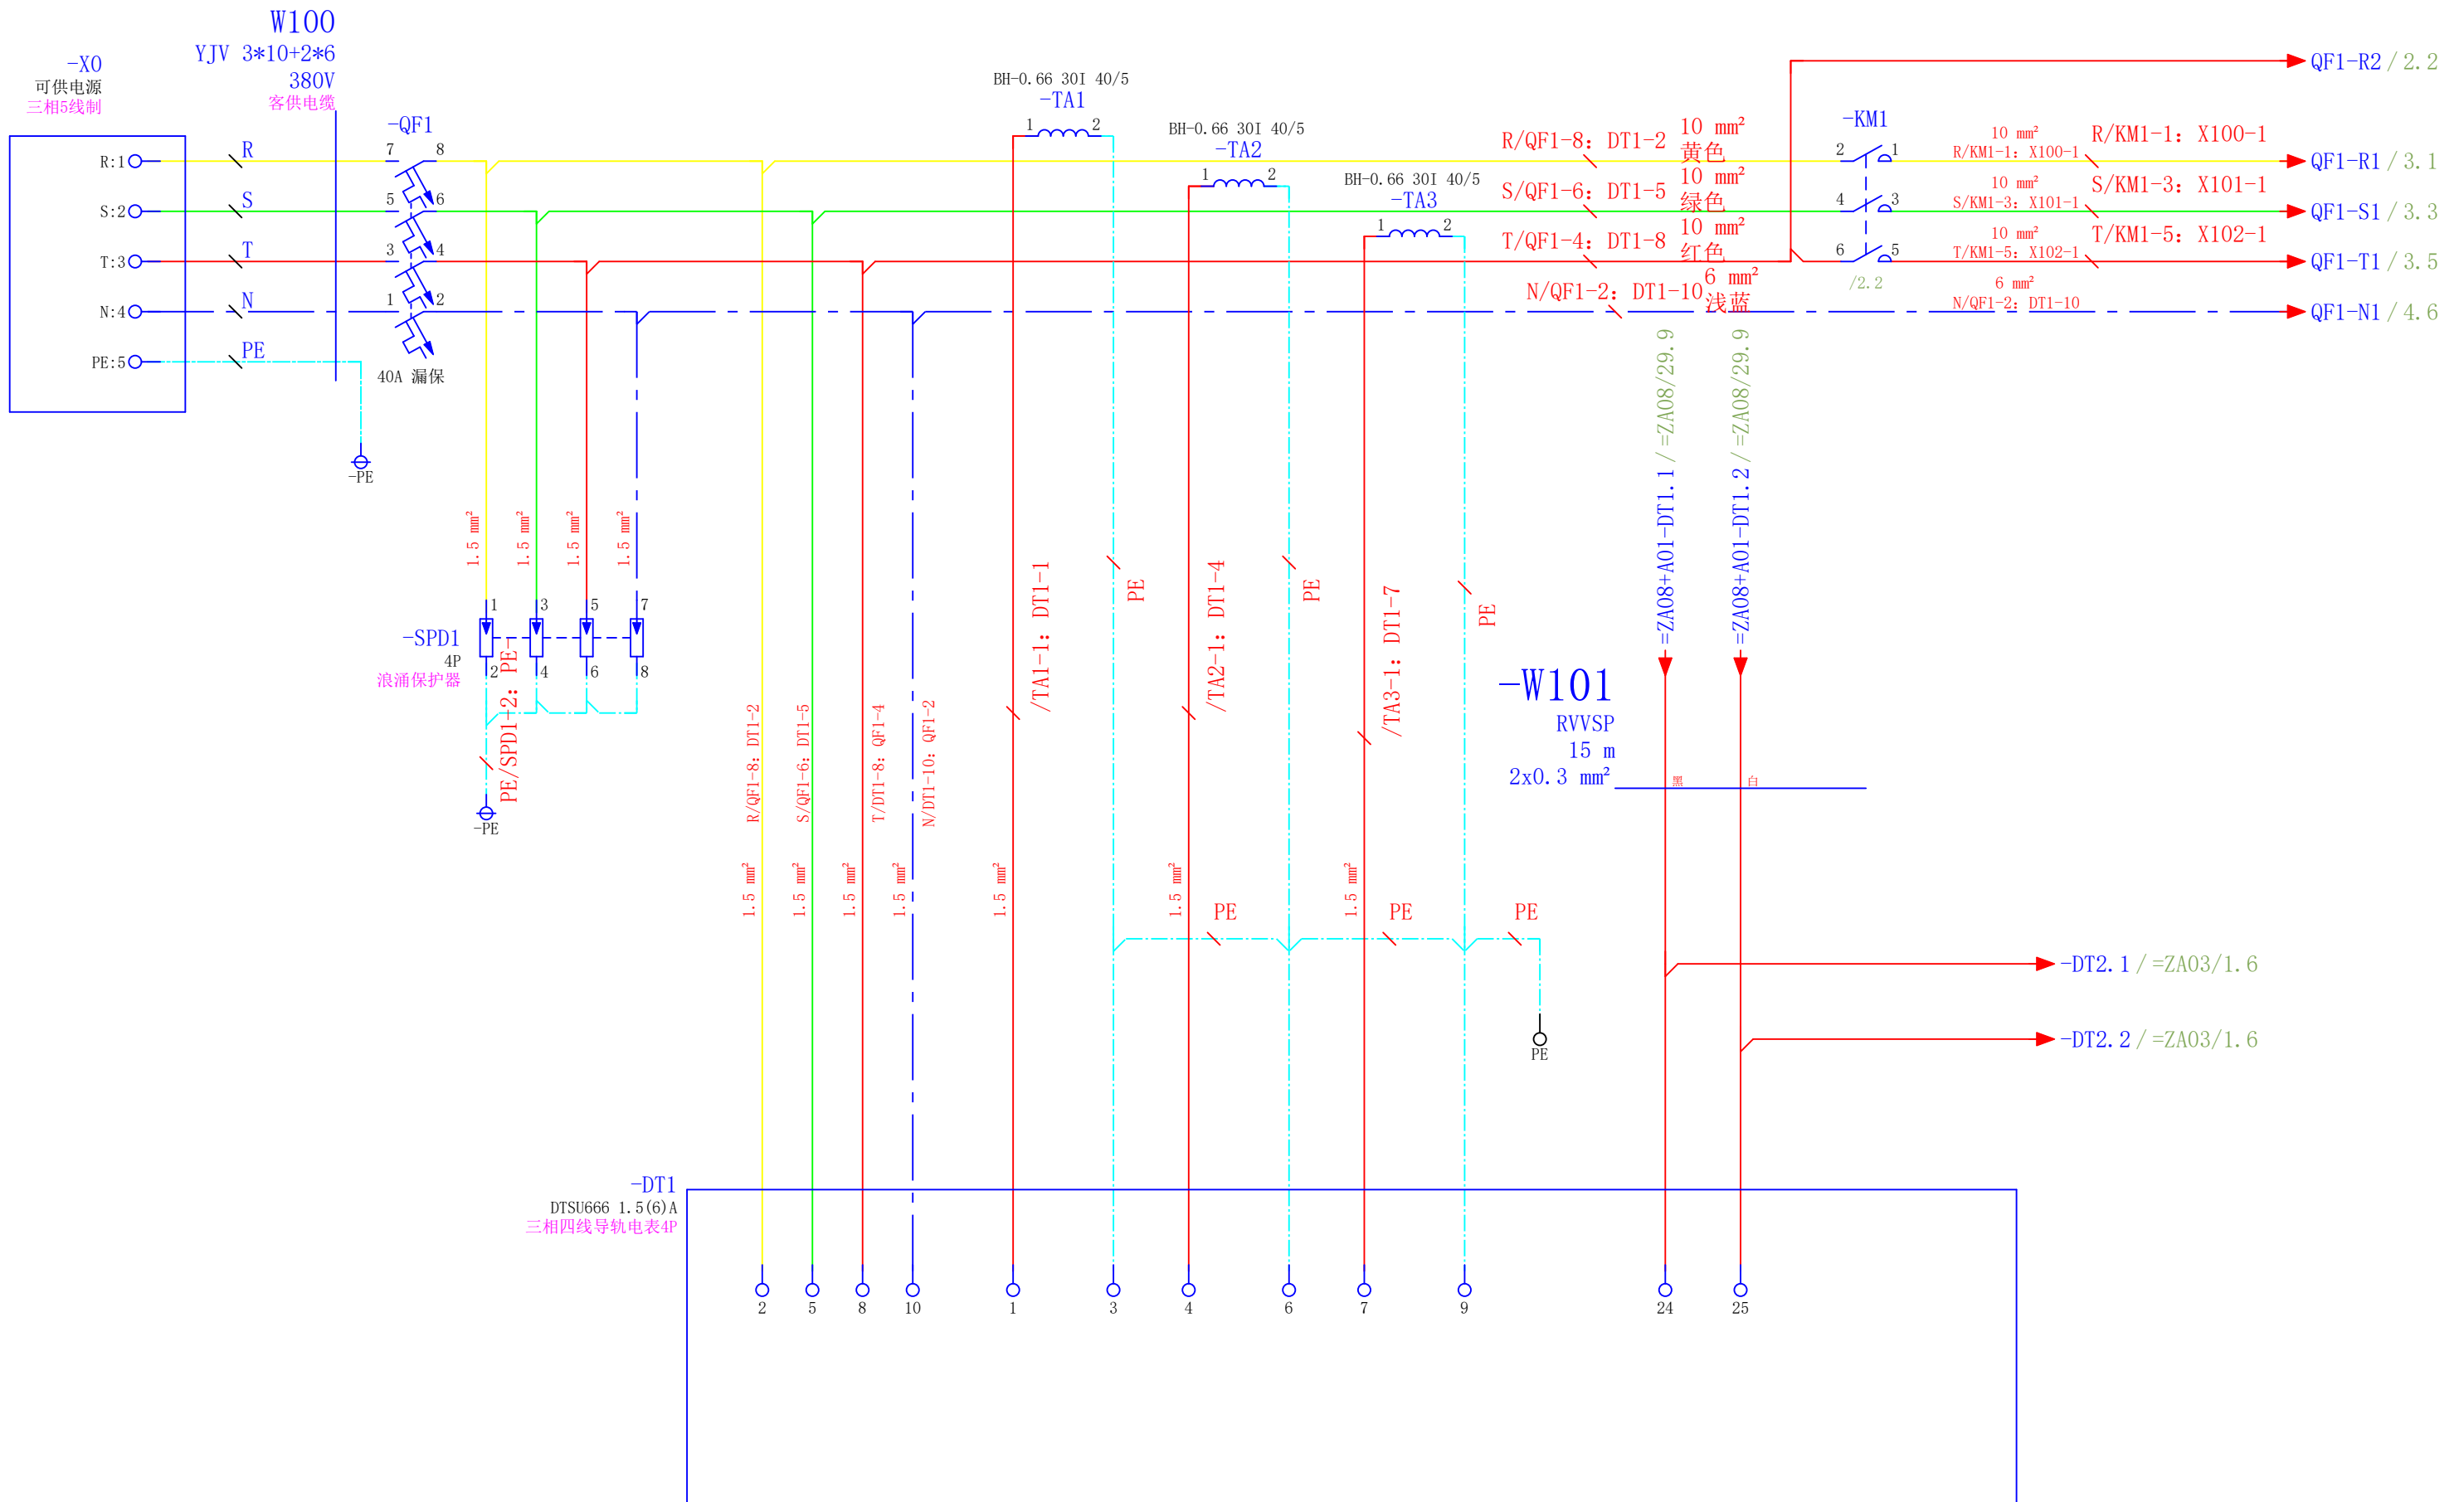 W100
YJV 3*10+2*6
380V
客供电缆
-X0
可供电源
三相5线制
R:1
S:2
T:3
N:4
PE:5
R
S
T
N
PE
-PE
-QF1
7
8
5
6
3
4
1
2
40A 漏保
BH-0.66 30I 40/5
-TA1
1
2
BH-0.66 30I 40/5
-TA2
1
2
BH-0.66 30I 40/5
-TA3
1
2
R/QF1-8: DT1-2
10 mm²
黄色
S/QF1-6: DT1-5
10 mm²
绿色
T/QF1-4: DT1-8
10 mm²
红色
N/QF1-2: DT1-10
6 mm²
浅蓝
-KM1
2
1
4
3
6
5
/2.2
10 mm²
R/KM1-1: X100-1
10 mm²
S/KM1-3: X101-1
10 mm²
T/KM1-5: X102-1
6 mm²
N/QF1-2: DT1-10
R/KM1-1: X100-1
S/KM1-3: X101-1
T/KM1-5: X102-1
QF1-R2 / 2.2
QF1-R1 / 3.1
QF1-S1 / 3.3
QF1-T1 / 3.5
QF1-N1 / 4.6
1.5 mm²
1.5 mm²
1.5 mm²
1.5 mm²
-SPD1
4P
浪涌保护器
1
3
5
7
2
4
6
8
PE/SPD1-2: PE-
-PE
R/QF1-8: DT1-2
S/QF1-6: DT1-5
T/DT1-8: QF1-4
N/DT1-10: QF1-2
1.5 mm²
1.5 mm²
1.5 mm²
1.5 mm²
/TA1-1: DT1-1
1.5 mm²
PE
/TA2-1: DT1-4
1.5 mm²
PE
/TA3-1: DT1-7
1.5 mm²
PE
PE
PE
PE
PE
=ZA08+A01-DT1.1 / =ZA08/29.9
=ZA08+A01-DT1.2 / =ZA08/29.9
-W101
RVVSP
15 m
2x0.3 mm²
黑
白
-DT2.1 / =ZA03/1.6
-DT2.2 / =ZA03/1.6
-DT1
DTSU666 1.5(6)A
三相四线导轨电表4P
2
5
8
10
1
3
4
6
7
9
24
25